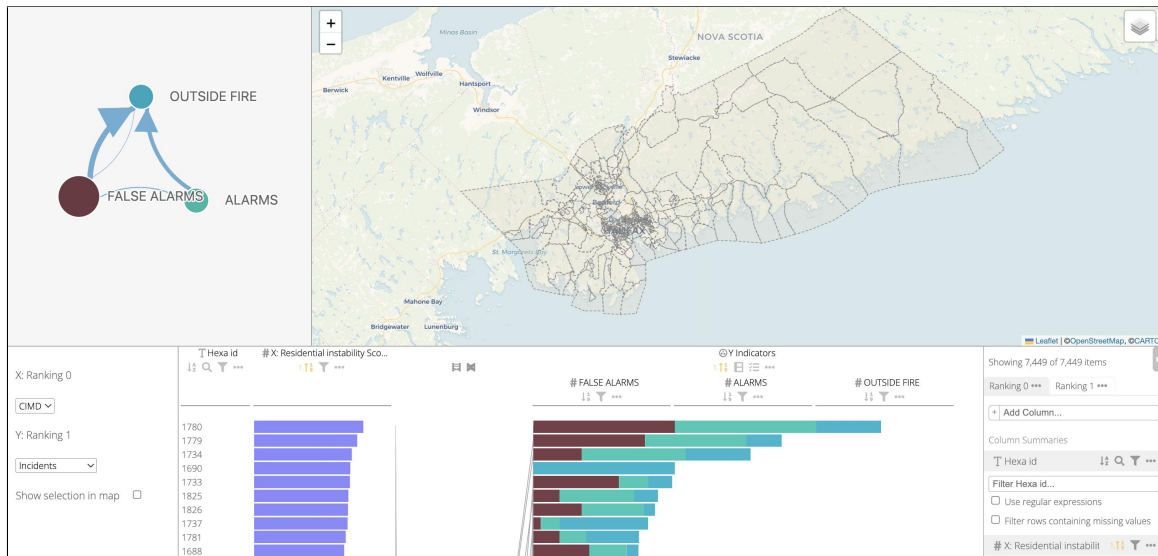 OUTSIDE FIRE
FALSE ALARMS
ALARMS
+
−
Minas Basin
NOVA SCOTIA
Stewiacke
Kentville
Wolfville
Hantsport
Berwick
Windsor
HALIFAX
St. Margarets Bay
Mahone Bay
Bridgewater
Lunenburg
Leaflet | ©OpenStreetMap, ©CARTO
X: Ranking 0
CIMD
Y: Ranking 1
Incidents
Show selection in map
Hexa id
# X: Residential instability Sco...
Y Indicators
# FALSE ALARMS
# ALARMS
# OUTSIDE FIRE
1780
1779
1734
1690
1733
1825
1826
1737
1781
1688
Showing 7,449 of 7,449 items
Ranking 0 •••
Ranking 1 •••
+ Add Column...
Column Summaries
Hexa id
Filter Hexa id...
Use regular expressions
Filter rows containing missing values
# X: Residential instabilit